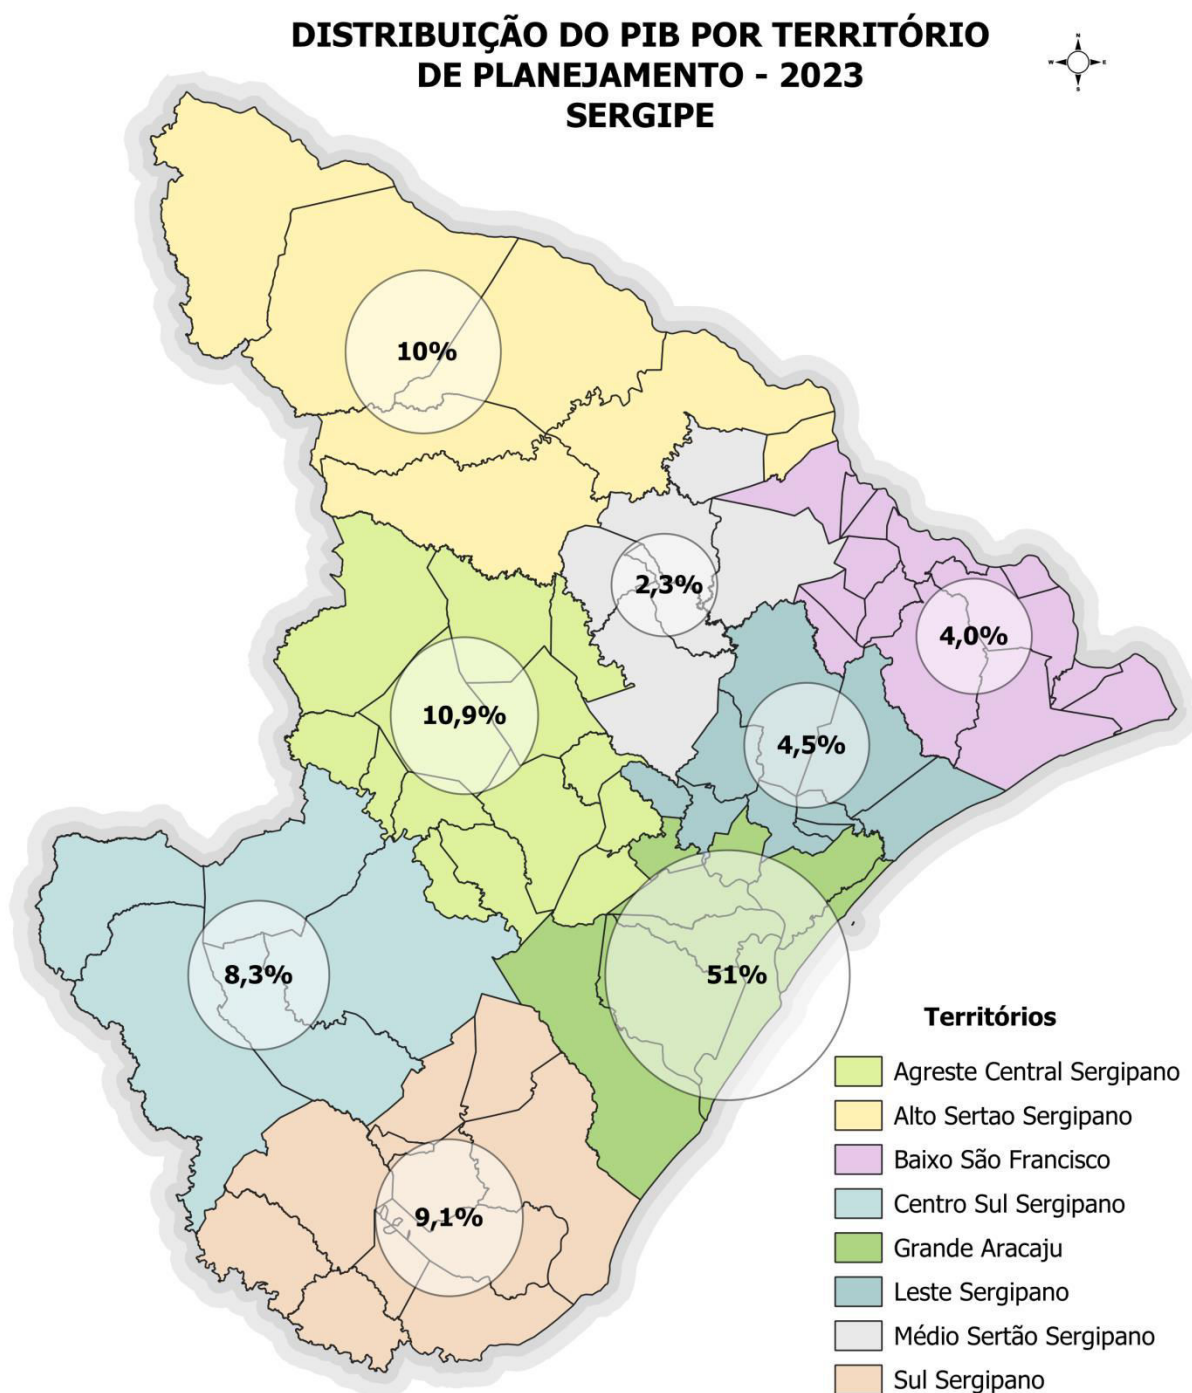 DISTRIBUIÇÃO DO PIB POR TERRITÓRIO
DE PLANEJAMENTO - 2023
SERGIPE
N
W
E
S
10%
2,3%
4,0%
10,9%
4,5%
8,3%
51%
9,1%
Territórios
Agreste Central Sergipano
Alto Sertao Sergipano
Baixo São Francisco
Centro Sul Sergipano
Grande Aracaju
Leste Sergipano
Médio Sertão Sergipano
Sul Sergipano